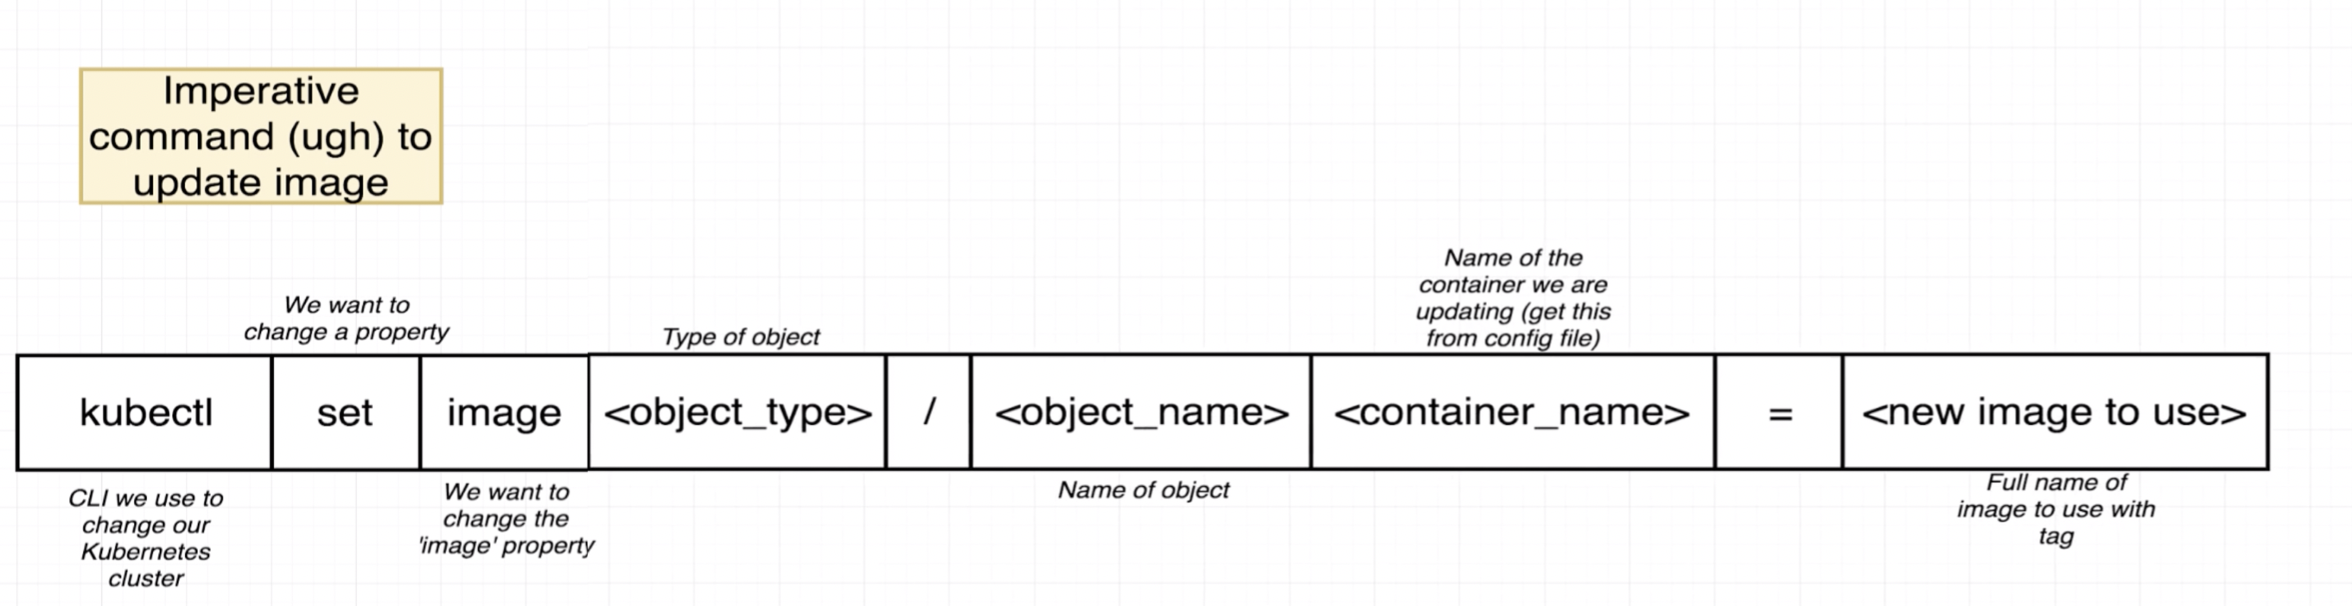 Imperative
command (ugh) to
update image
We want to
change a property
Type of object
Name of the
container we are
updating (get this
from config file)
kubectl set image <object_type> / <object_name> <container_name> = <new image to use>
CLI we use to
change our
Kubernetes
cluster
We want to
change the
'image' property
Name of object
Full name of
image to use with
tag